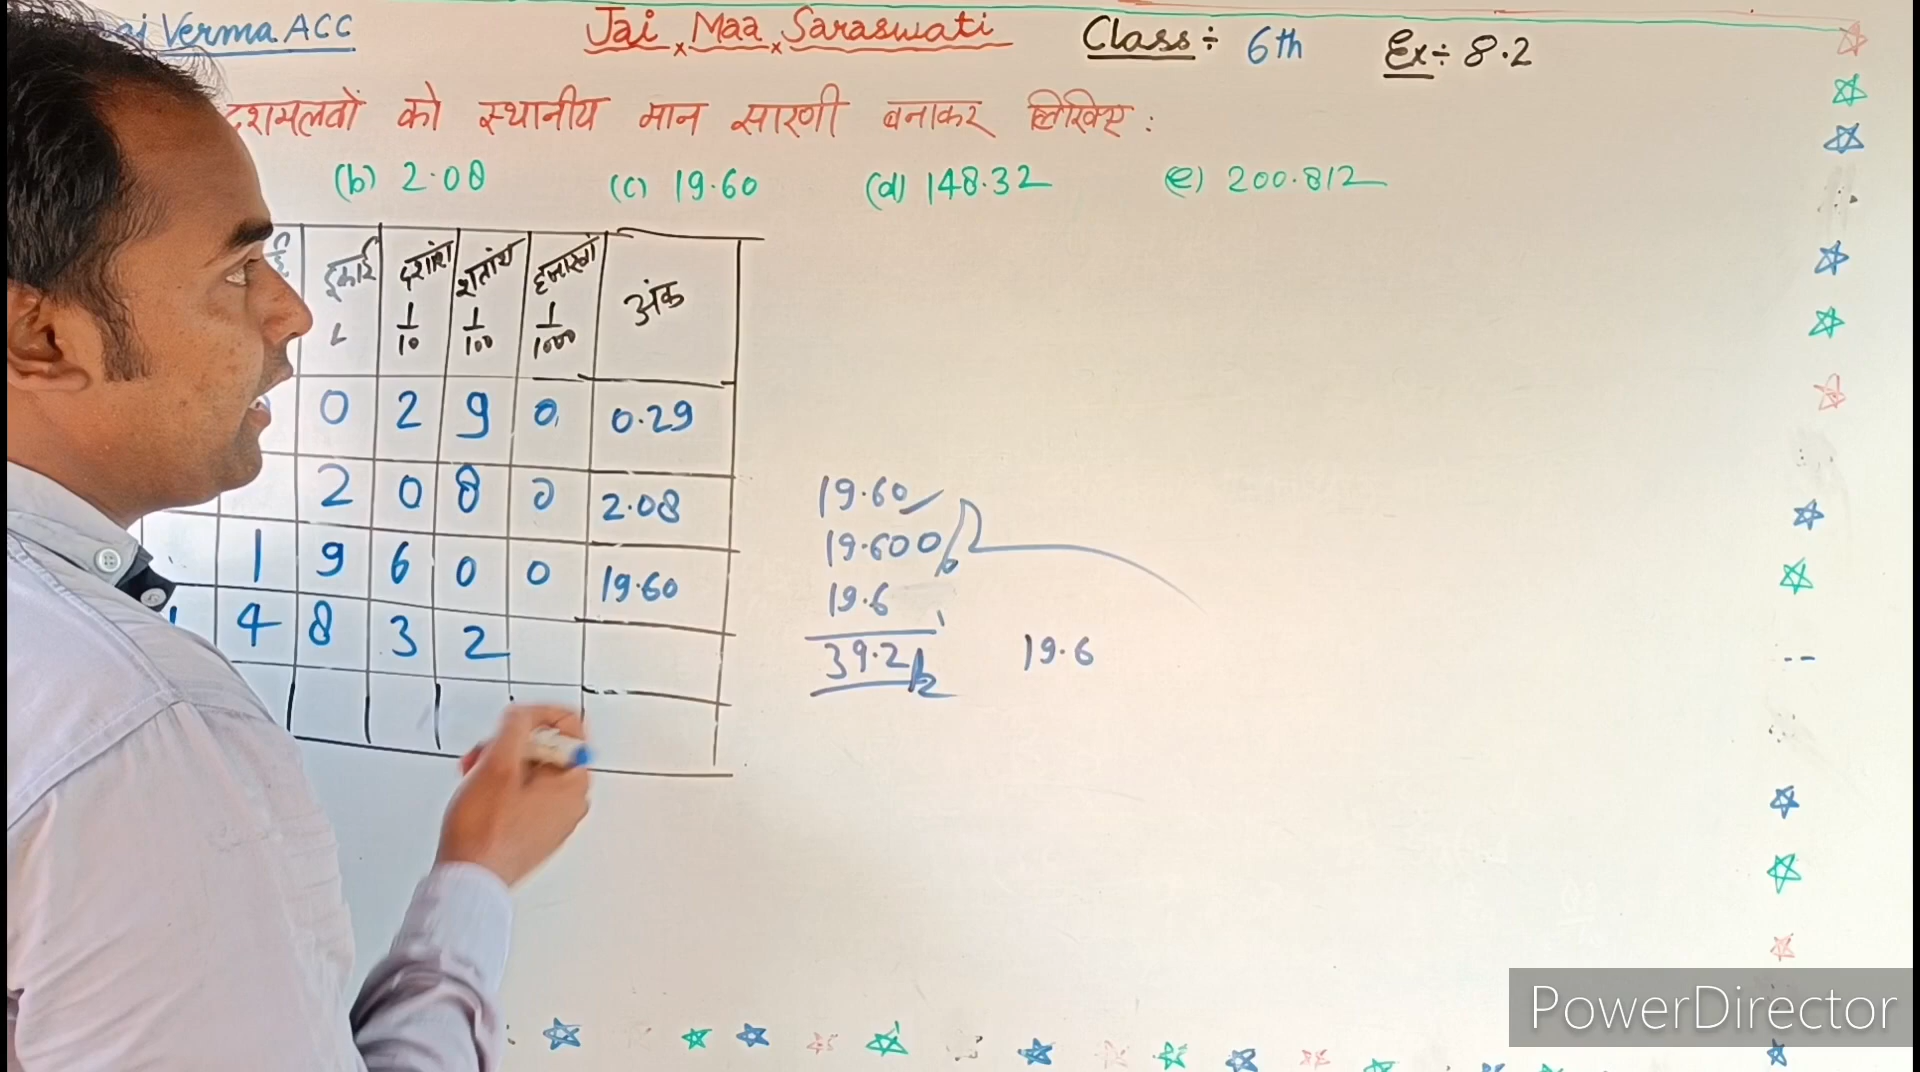 Verma ACC
Jai Maa Saraswati
Class ÷ 6th
Ex ÷ 8.2
दशमलवों को स्थानीय मान सारणी बनाकर लिखिए :
(b) 2.08 (c) 19.60 (d) 148.32 (e) 200.812
इकाई दशांश शतांश हजारवां अंक
1 1/10 1/100 1/1000
0 2 9 0 0.29
2 0 8 0 2.08
1 9 6 0 0 19.60
1 4 8 3 2
19.60
19.600
19.6
39.2
19.6
PowerDirector